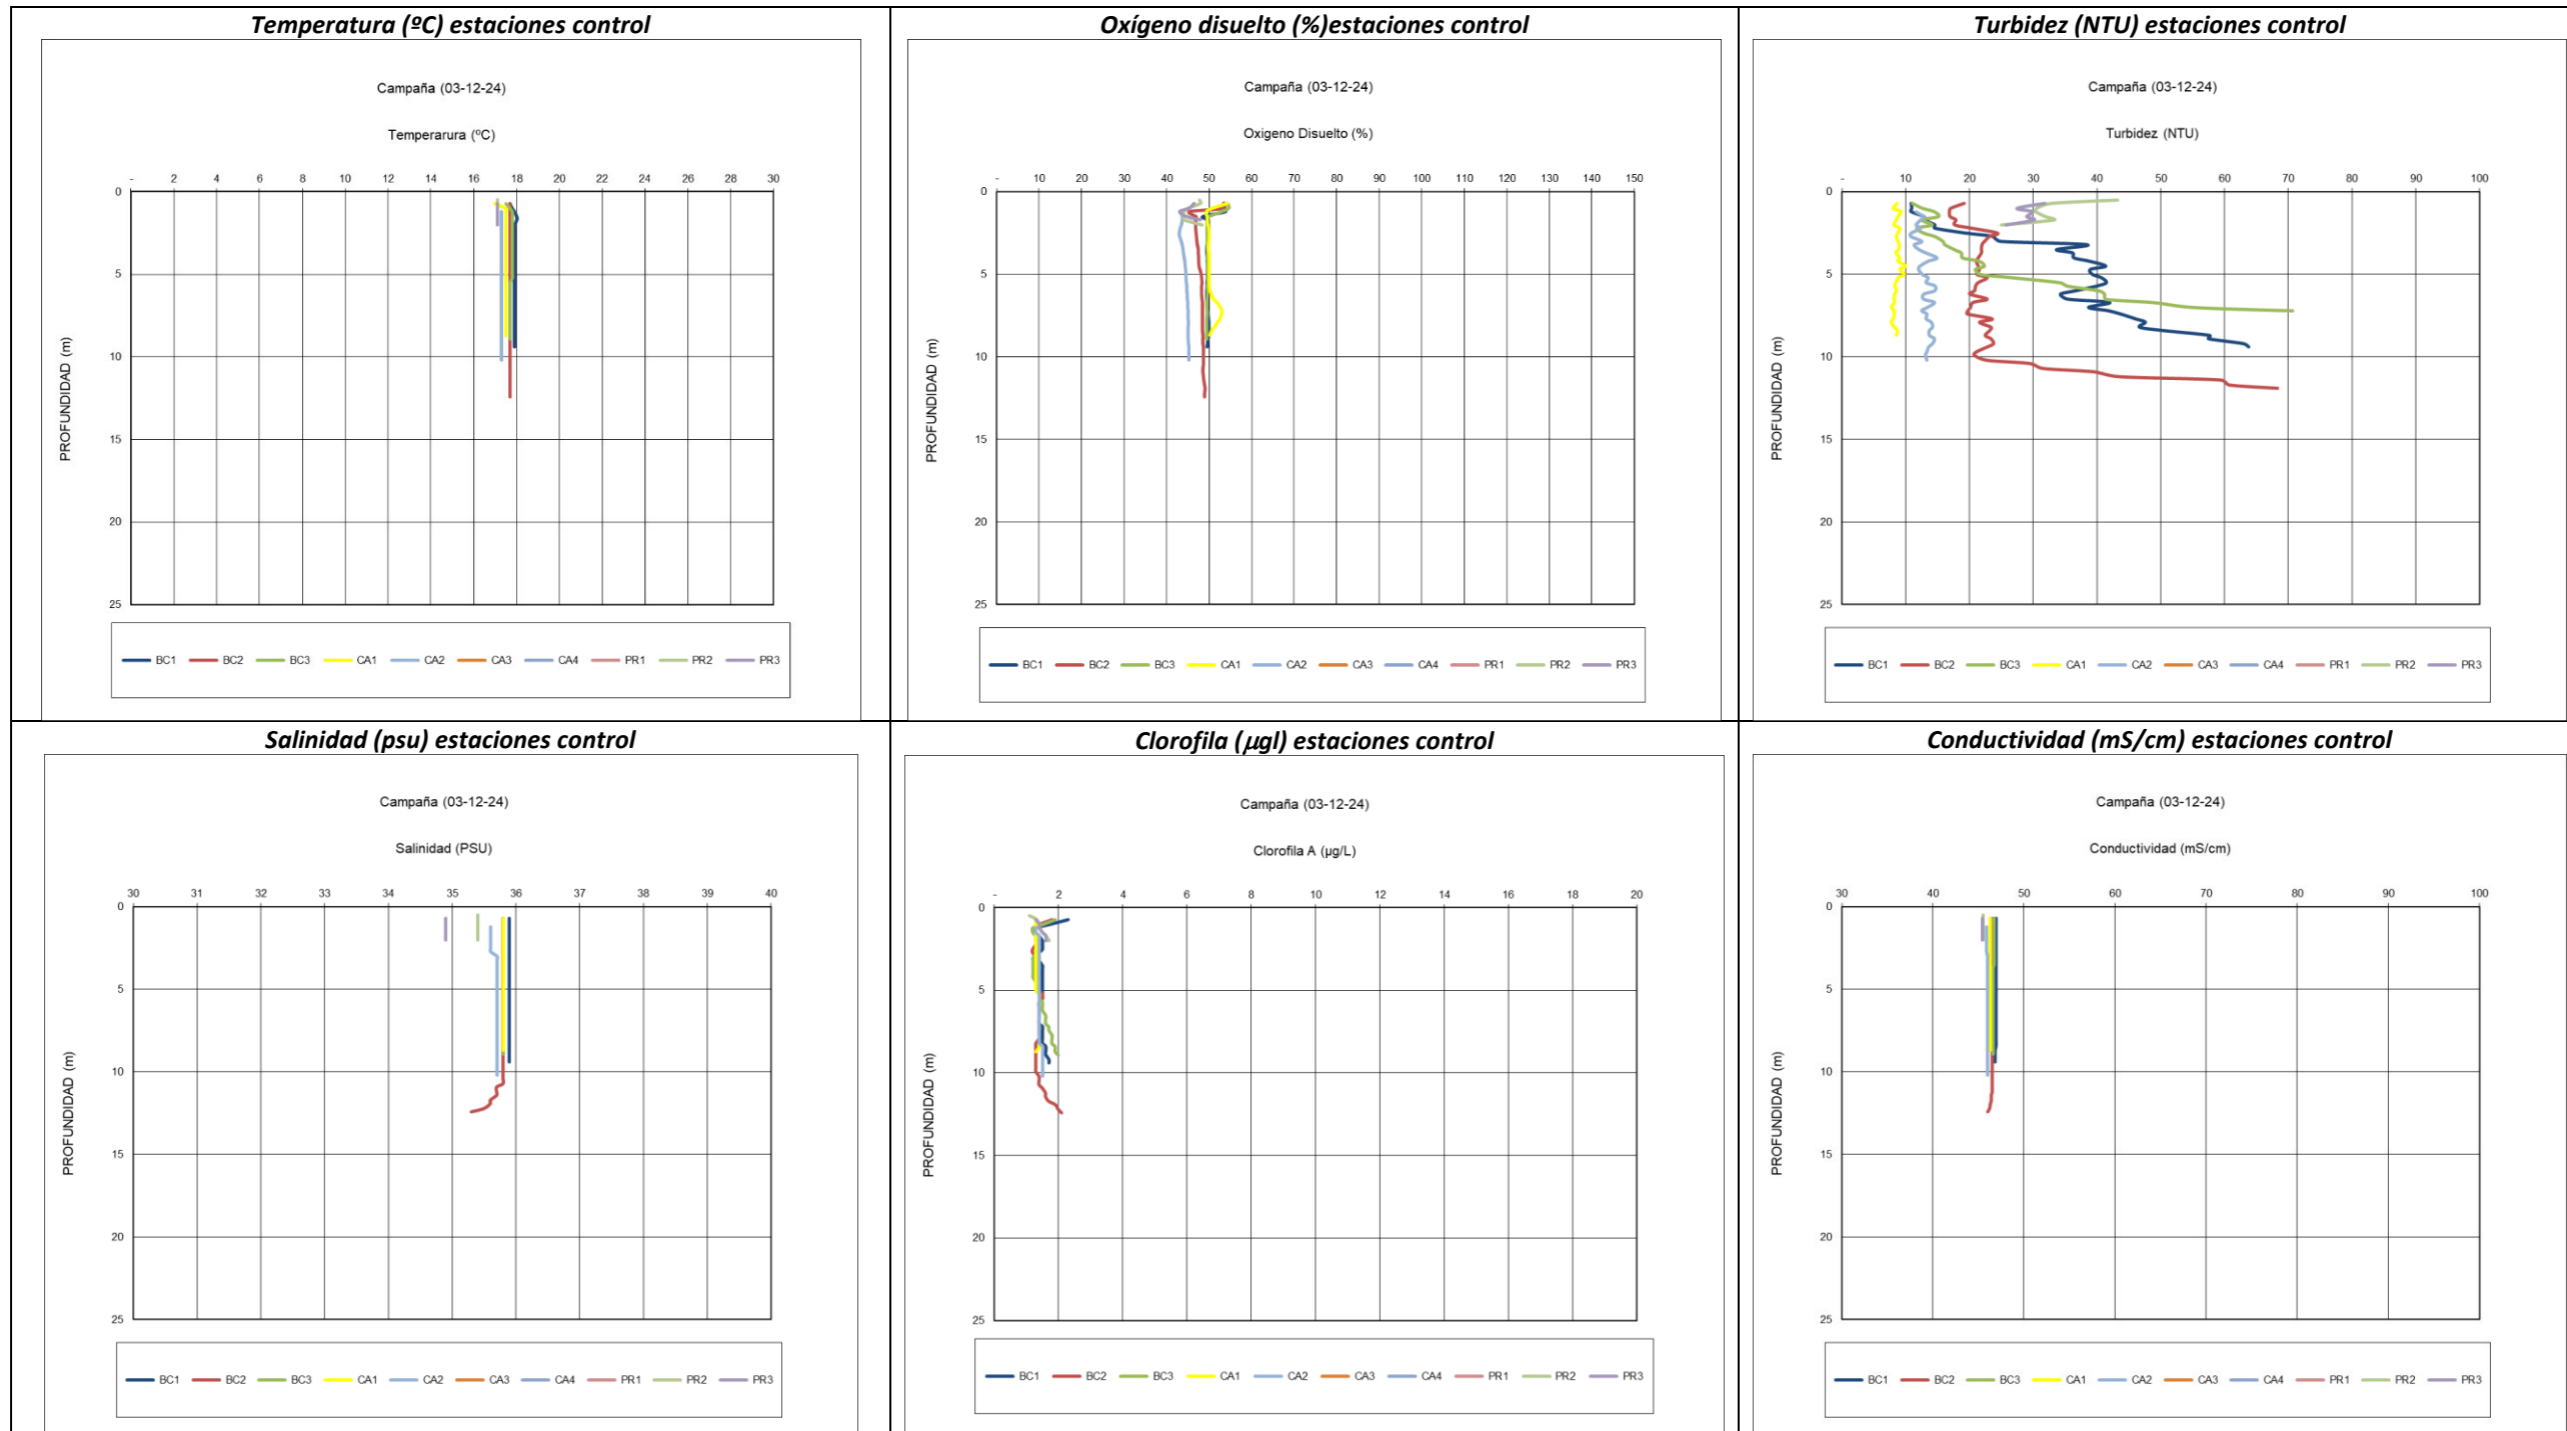 Temperatura (ºC) estaciones control
Campaña (03-12-24)
Temperarura (ºC)
- 2 4 6 8 10 12 14 16 18 20 22 24 26 28 30
0
5
10
15
20
25
PROFUNDIDAD (m)
BC1 BC2 BC3 CA1 CA2 CA3 CA4 PR1 PR2 PR3
Oxígeno disuelto (%)estaciones control
Campaña (03-12-24)
Oxigeno Disuelto (%)
- 10 20 30 40 50 60 70 80 90 100 110 120 130 140 150
0
5
10
15
20
25
PROFUNDIDAD (m)
BC1 BC2 BC3 CA1 CA2 CA3 CA4 PR1 PR2 PR3
Turbidez (NTU) estaciones control
Campaña (03-12-24)
Turbidez (NTU)
- 10 20 30 40 50 60 70 80 90 100
0
5
10
15
20
25
PROFUNDIDAD (m)
BC1 BC2 BC3 CA1 CA2 CA3 CA4 PR1 PR2 PR3
Salinidad (psu) estaciones control
Campaña (03-12-24)
Salinidad (PSU)
30 31 32 33 34 35 36 37 38 39 40
0
5
10
15
20
25
PROFUNDIDAD (m)
BC1 BC2 BC3 CA1 CA2 CA3 CA4 PR1 PR2 PR3
Clorofila (µgl) estaciones control
Campaña (03-12-24)
Clorofila A (µg/L)
- 2 4 6 8 10 12 14 16 18 20
0
5
10
15
20
25
PROFUNDIDAD (m)
BC1 BC2 BC3 CA1 CA2 CA3 CA4 PR1 PR2 PR3
Conductividad (mS/cm) estaciones control
Campaña (03-12-24)
Conductividad (mS/cm)
30 40 50 60 70 80 90 100
0
5
10
15
20
25
PROFUNDIDAD (m)
BC1 BC2 BC3 CA1 CA2 CA3 CA4 PR1 PR2 PR3